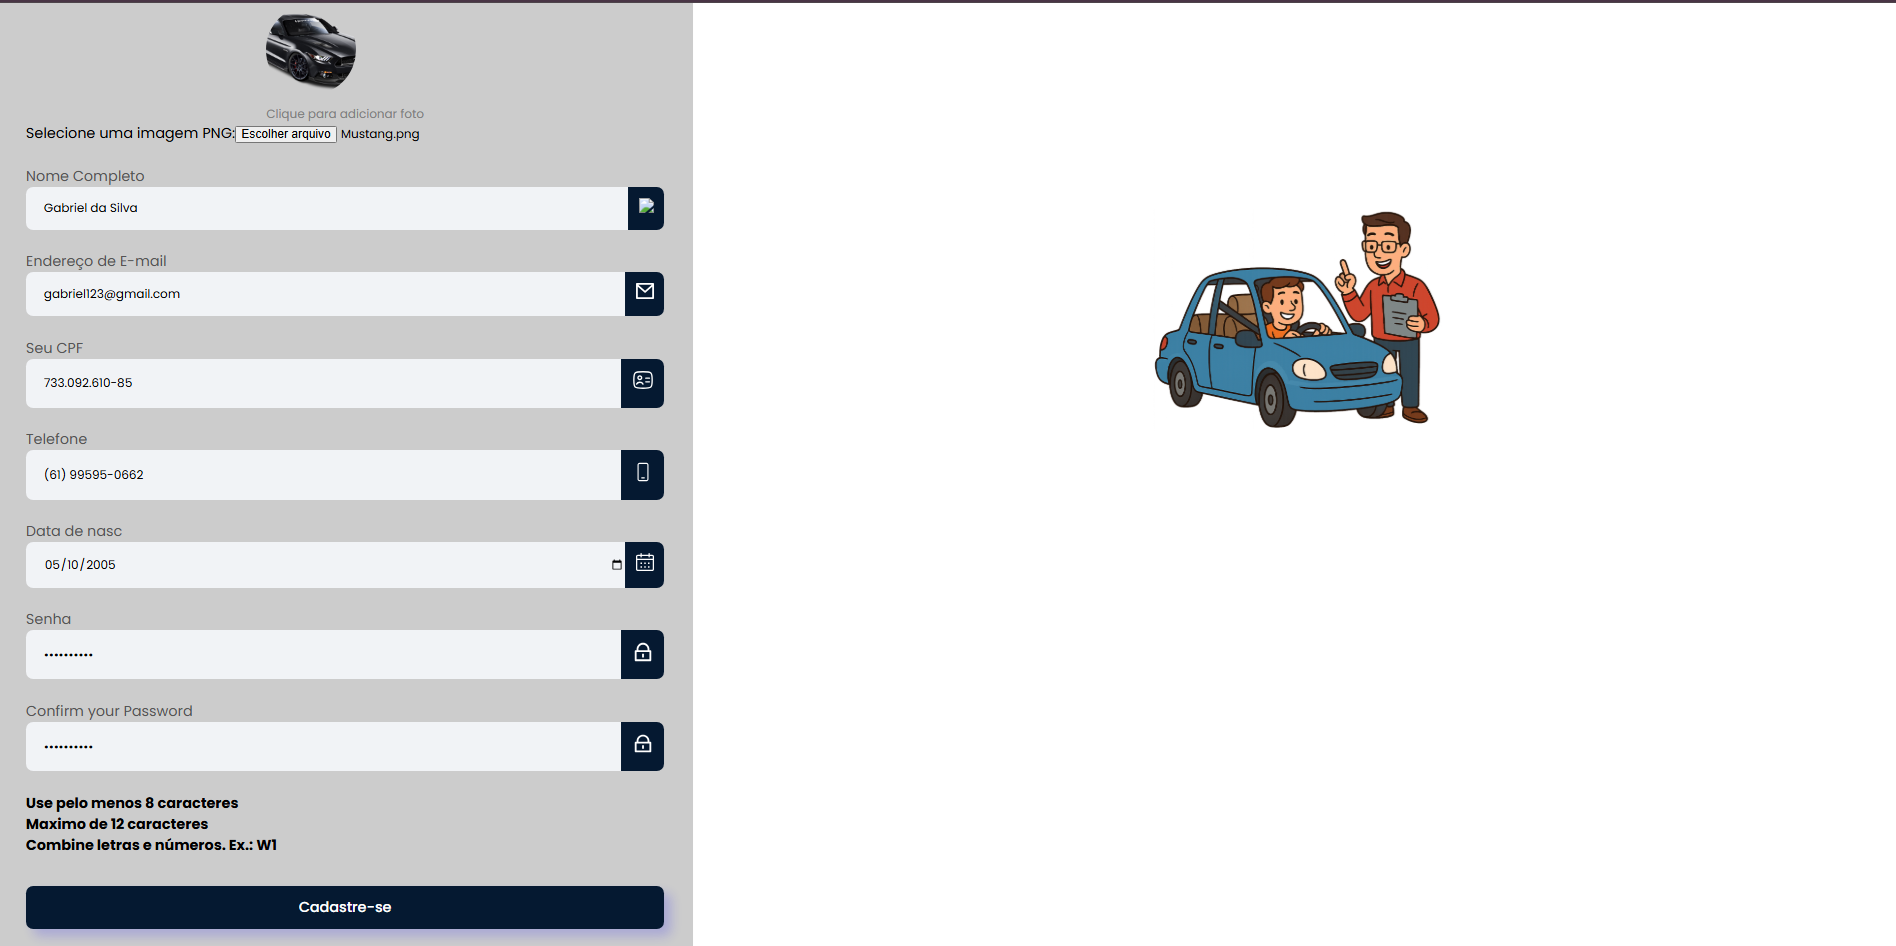 Clique para adicionar foto
Selecione uma imagem PNG: Escolher arquivo Mustang.png
Nome Completo
Gabriel da Silva
Endereço de E-mail
gabriel123@gmail.com
Seu CPF
733.092.610-85
Telefone
(61) 99595-0662
Data de nasc
05/10/2005
Senha
••••••••••
Confirm your Password
••••••••••
Use pelo menos 8 caracteres
Maximo de 12 caracteres
Combine letras e números. Ex.: W1
Cadastre-se